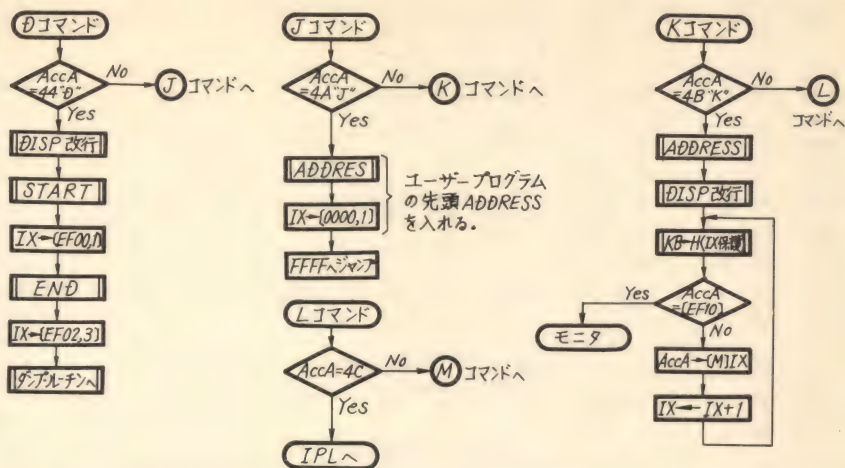 Dコマンド
AccA
=44"D"
No
J コマンドへ
Yes
DISP 改行
START
IX←(EF00,1)
END
IX←(EF02,3)
ダンプ・ルーチンへ
Jコマンド
AccA
=4A"J"
No
K コマンドへ
Yes
ADDRES
IX←(0000,1)
ユーザープログラム
の先頭ADDRESS
を入れる。
FFFFへジャンプ
Lコマンド
AccA=4C
No
M コマンドへ
Yes
IPLへ
Kコマンド
AccA
=4B"K"
No
L
コマンドへ
Yes
ADDRESS
DISP改行
KB→H(IX保護)
AccA
=(EF10)
Yes
モニタ
No
AccA→(M)IX
IX← IX+1